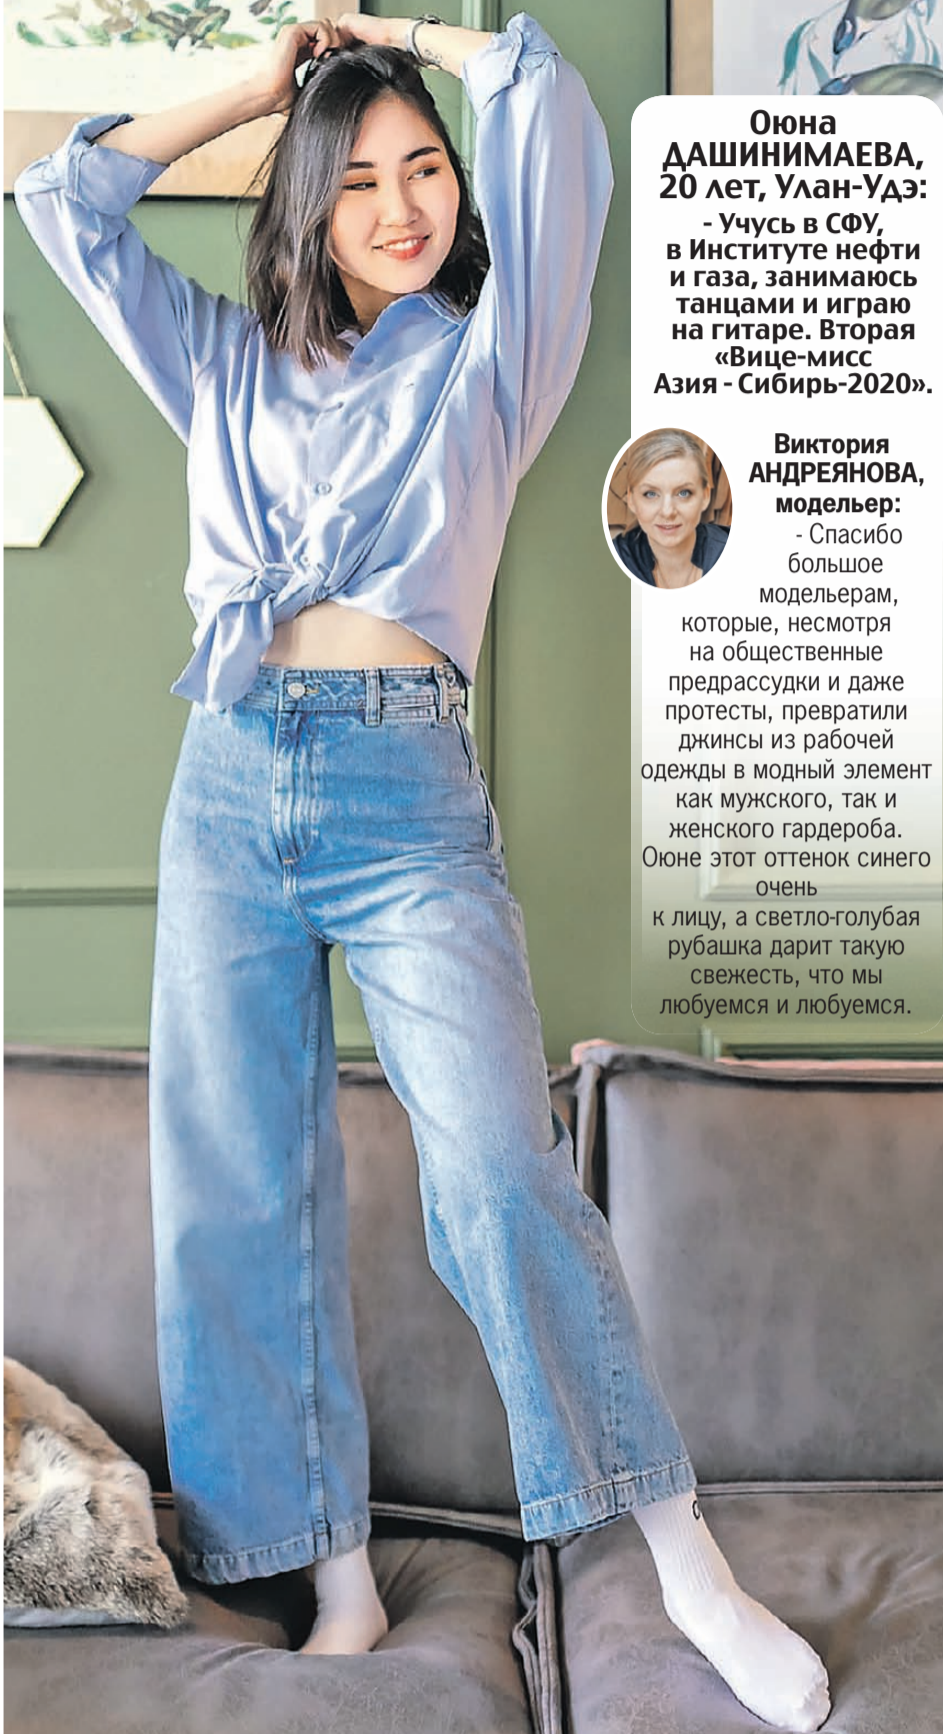 Оюна
ДАШИНИМАЕВА,
20 лет, Улан-Удэ:
- Учусь в СФУ,
в Институте нефти
и газа, занимаюсь
танцами и играю
на гитаре. Вторая
«Вице-мисс
Азия - Сибирь-2020».
Виктория
АНДРЕЯНОВА,
модельер:
- Спасибо
большое
модельерам,
которые, несмотря
на общественные
предрассудки и даже
протесты, превратили
джинсы из рабочей
одежды в модный элемент
как мужского, так и
женского гардероба.
Оюне этот оттенок синего
очень
к лицу, а светло-голубая
рубашка дарит такую
свежесть, что мы
любуемся и любуемся.